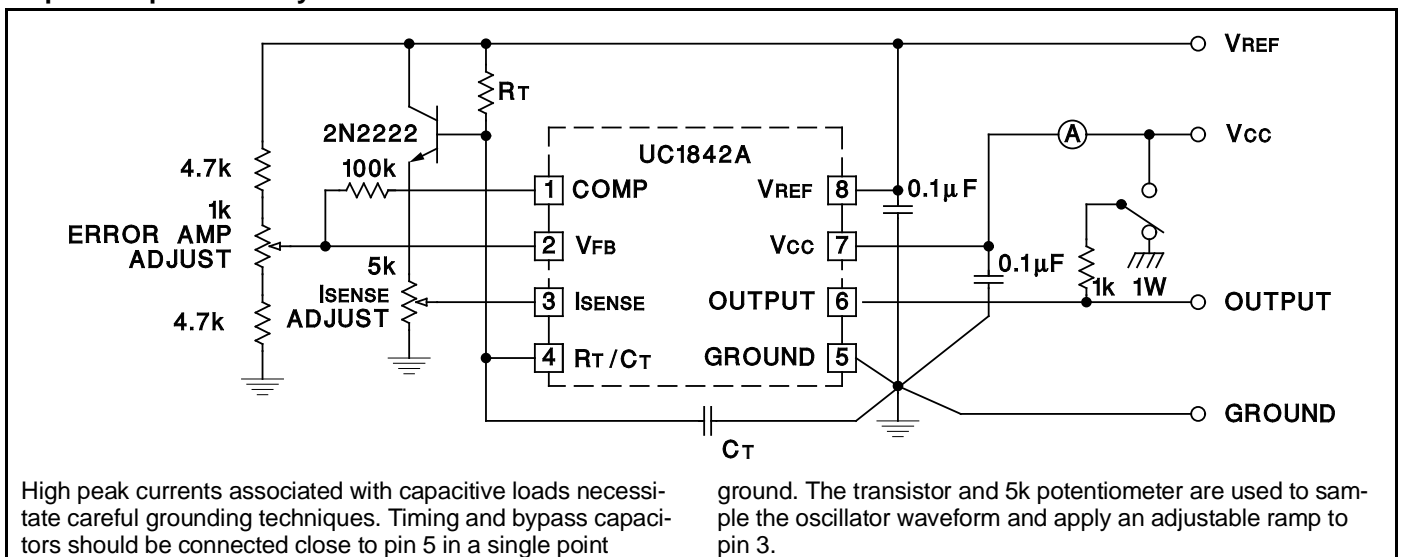 VREF
RT
VCC
A
2N2222
UC1842A
4.7k
100k
1 COMP
VREF 8
0.1µF
1k
ERROR AMP
ADJUST
2 VFB
VCC 7
5k
0.1µF
ISENSE
ADJUST
3 ISENSE
OUTPUT 6
1k 1W
OUTPUT
4.7k
4 RT/CT
GROUND 5
GROUND
CT
High peak currents associated with capacitive loads necessi-
tate careful grounding techniques. Timing and bypass capaci-
tors should be connected close to pin 5 in a single point
ground. The transistor and 5k potentiometer are used to sam-
ple the oscillator waveform and apply an adjustable ramp to
pin 3.